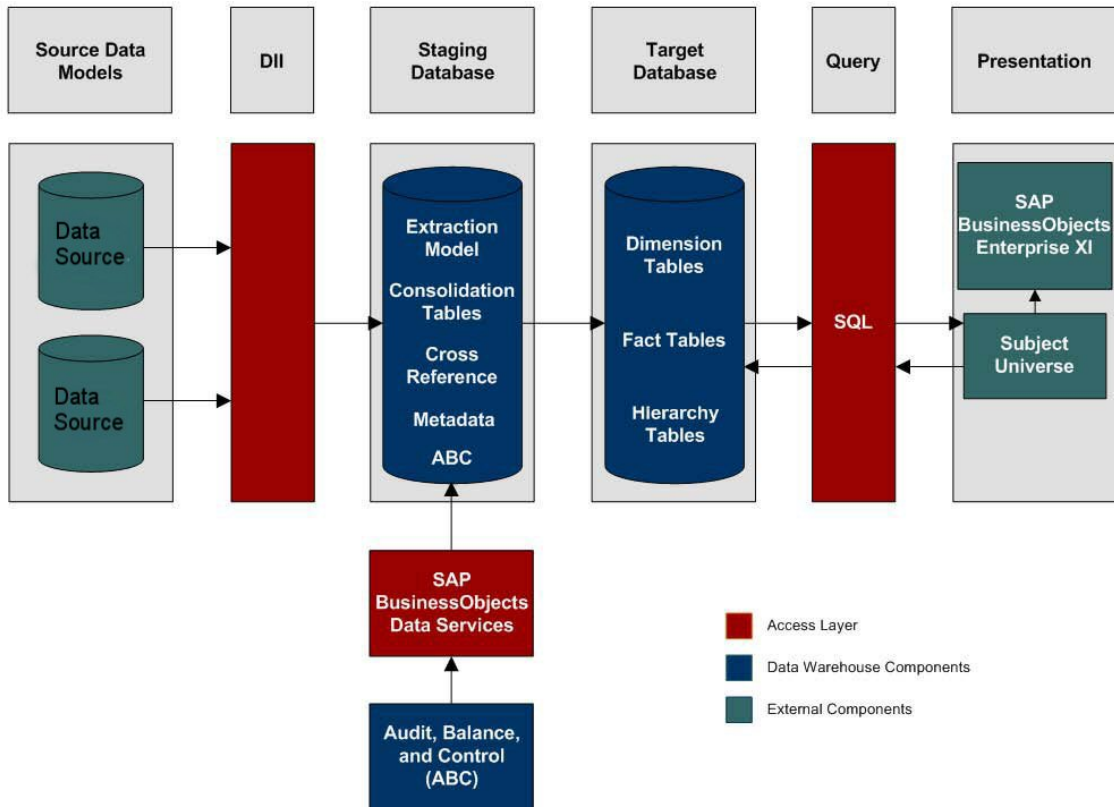 Source Data
Models
DII
Staging
Database
Target
Database
Query
Presentation
Data
Source
Data
Source
Extraction
Model
Consolidation
Tables
Cross
Reference
Metadata
ABC
Dimension
Tables
Fact Tables
Hierarchy
Tables
SQL
SAP
BusinessObjects
Enterprise XI
Subject
Universe
SAP
BusinessObjects
Data Services
Audit, Balance,
and Control
(ABC)
Access Layer
Data Warehouse Components
External Components